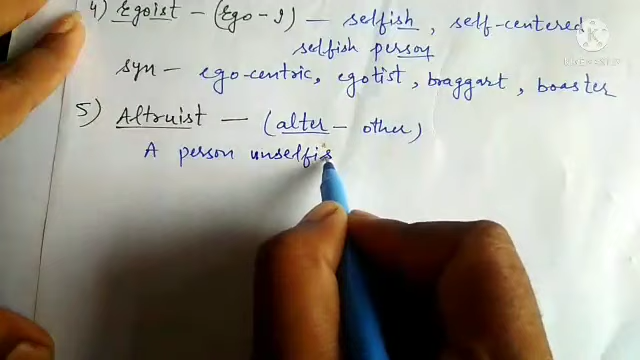 4) Egoist - (Ego - I) - selfish, self-centered
selfish person
syn - ego-centric, egotist, braggart, boaster
5) Altruist - (alter - other)
A person unselfis